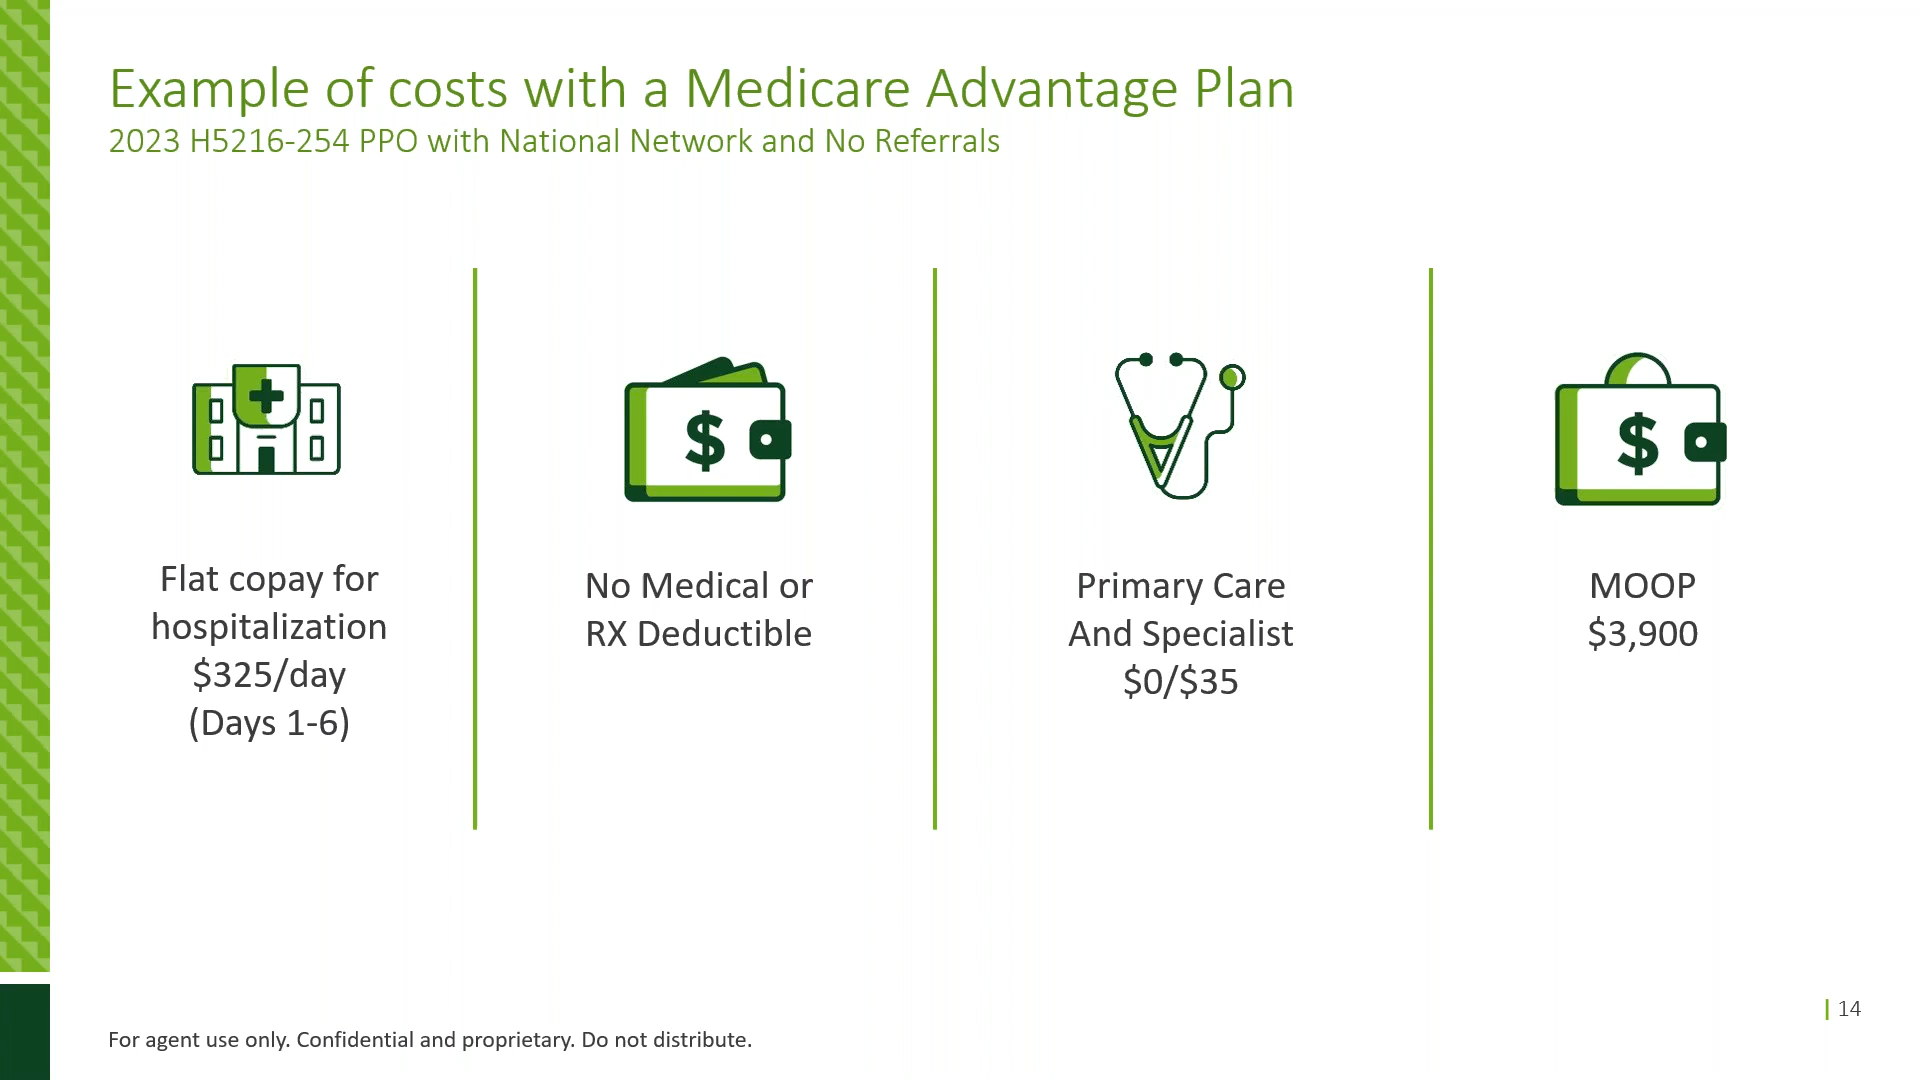 Example of costs with a Medicare Advantage Plan
2023 H5216-254 PPO with National Network and No Referrals
$
$
Flat copay for
hospitalization
$325/day
(Days 1-6)
No Medical or
RX Deductible
Primary Care
And Specialist
$0/$35
MOOP
$3,900
14
For agent use only. Confidential and proprietary. Do not distribute.